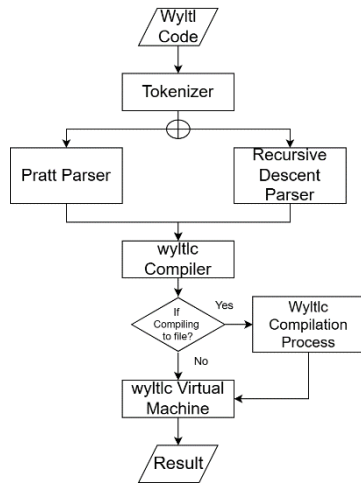 Wyltl
Code
Tokenizer
Pratt Parser
Recursive
Descent
Parser
wyltlc
Compiler
If
Compiling
to file?
Yes
Wyltlc
Compilation
Process
No
wyltlc Virtual
Machine
Result